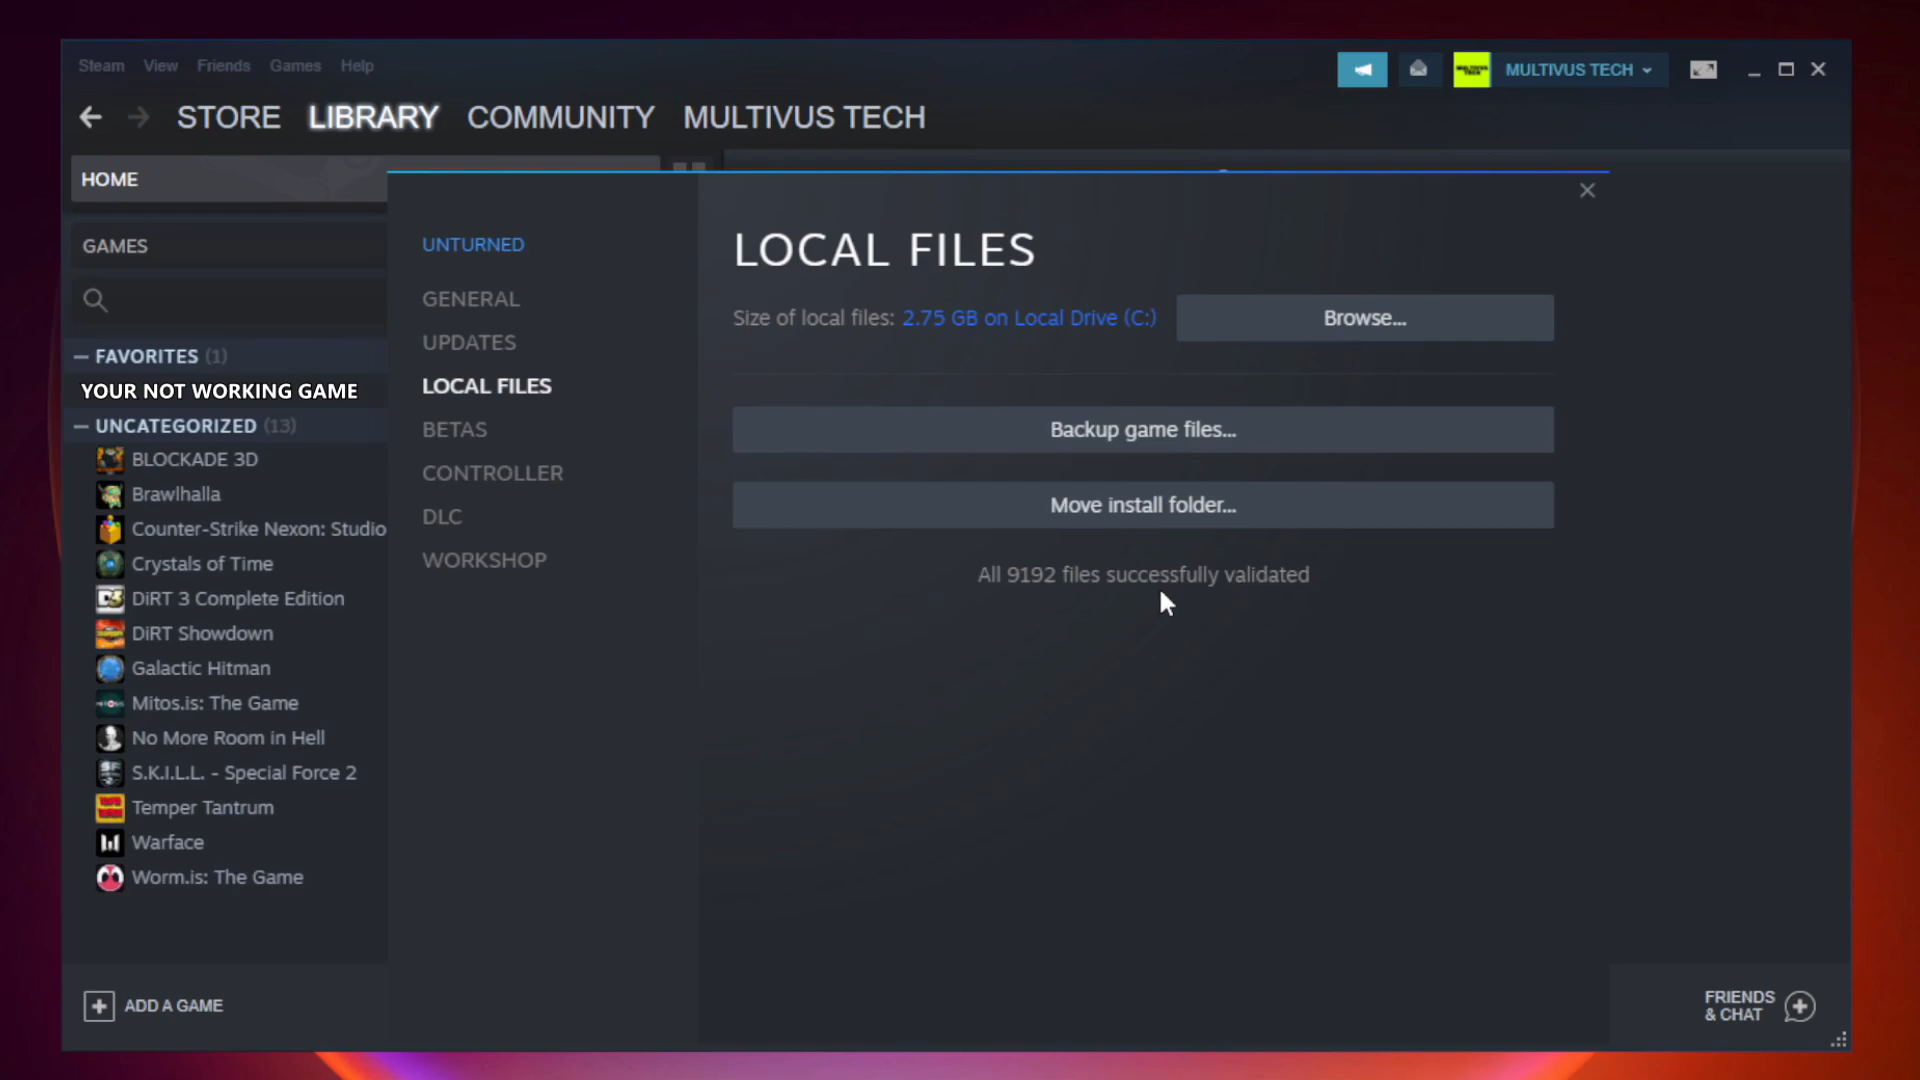 Steam View Friends Games Help
MULTIVUS TECH
STORE LIBRARY COMMUNITY MULTIVUS TECH
HOME
GAMES
— FAVORITES (1)
YOUR NOT WORKING GAME
— UNCATEGORIZED (13)
BLOCKADE 3D
Brawlhalla
Counter-Strike Nexon: Studio
Crystals of Time
DiRT 3 Complete Edition
DiRT Showdown
Galactic Hitman
Mitos.is: The Game
No More Room in Hell
S.K.I.L.L. - Special Force 2
Temper Tantrum
Warface
Worm.is: The Game
ADD A GAME
UNTURNED
GENERAL
UPDATES
LOCAL FILES
BETAS
CONTROLLER
DLC
WORKSHOP
LOCAL FILES
Size of local files: 2.75 GB on Local Drive (C:)
Browse...
Backup game files...
Move install folder...
All 9192 files successfully validated
FRIENDS
& CHAT